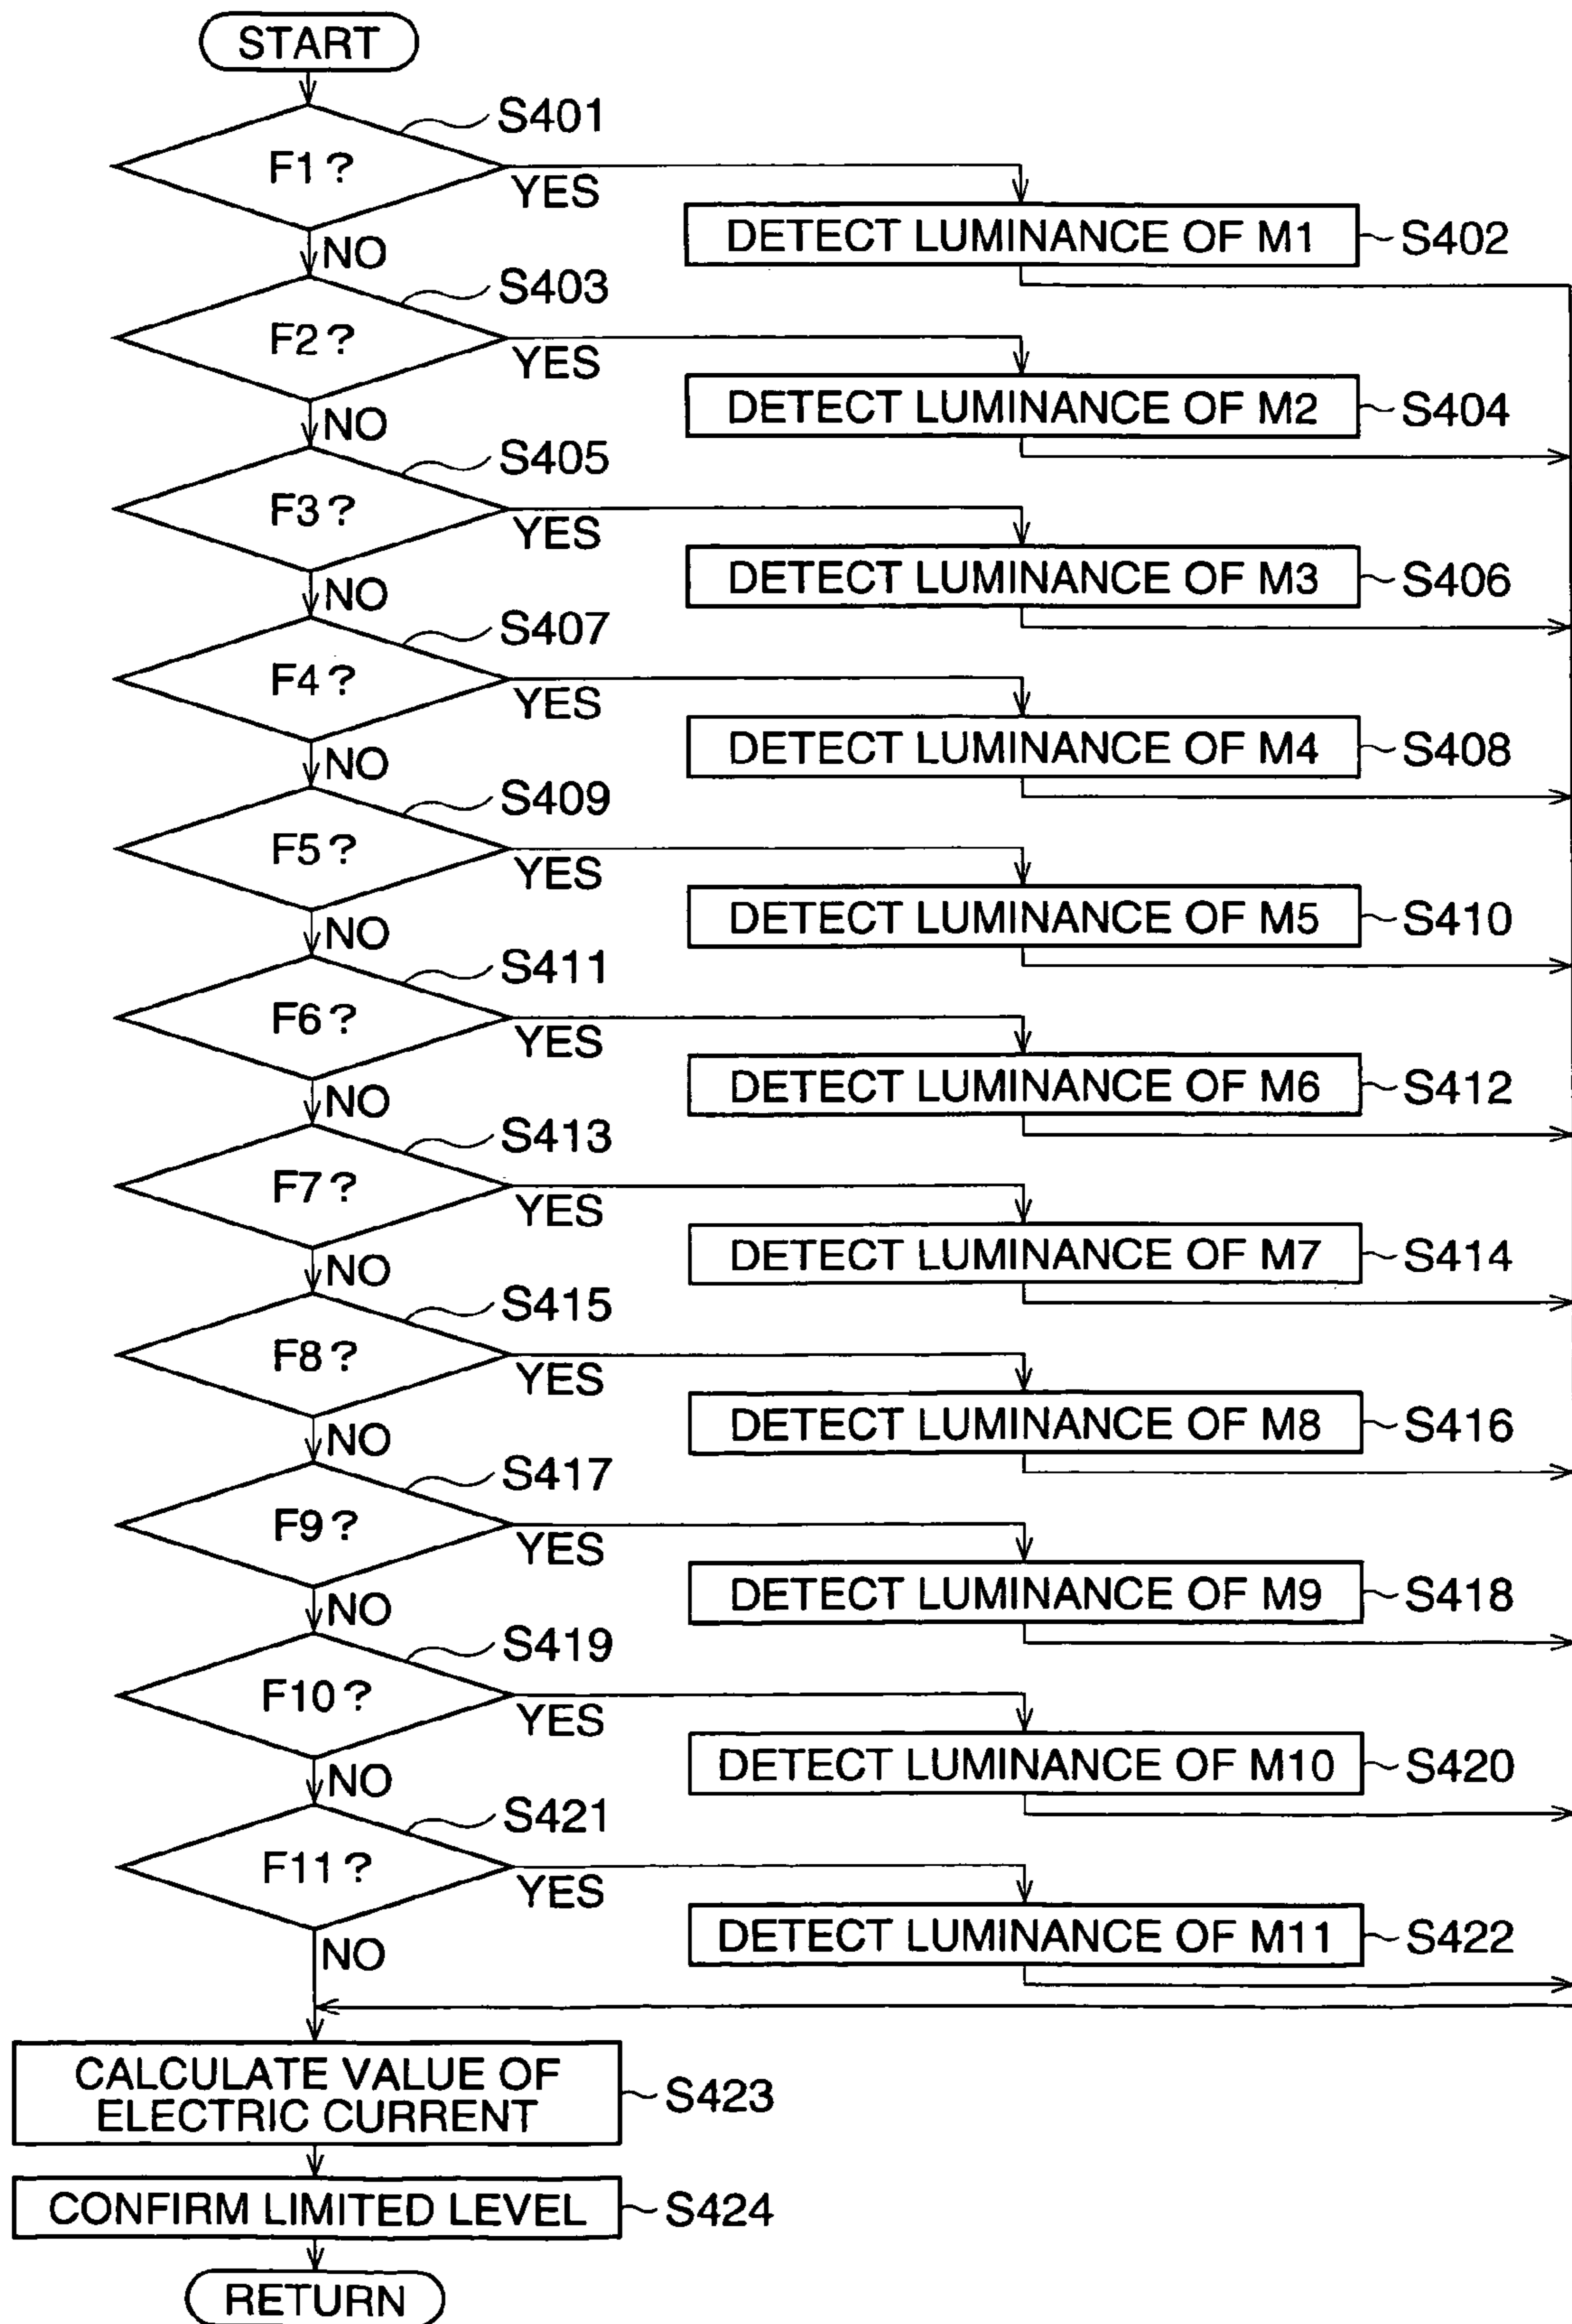 START
F1?
S401
YES
NO
DETECT LUMINANCE OF M1
S402
F2?
S403
YES
NO
DETECT LUMINANCE OF M2
S404
F3?
S405
YES
NO
DETECT LUMINANCE OF M3
S406
F4?
S407
YES
NO
DETECT LUMINANCE OF M4
S408
F5?
S409
YES
NO
DETECT LUMINANCE OF M5
S410
F6?
S411
YES
NO
DETECT LUMINANCE OF M6
S412
F7?
S413
YES
NO
DETECT LUMINANCE OF M7
S414
F8?
S415
YES
NO
DETECT LUMINANCE OF M8
S416
F9?
S417
YES
NO
DETECT LUMINANCE OF M9
S418
F10?
S419
YES
NO
DETECT LUMINANCE OF M10
S420
F11?
S421
YES
NO
DETECT LUMINANCE OF M11
S422
CALCULATE VALUE OF
ELECTRIC CURRENT
S423
CONFIRM LIMITED LEVEL
S424
RETURN